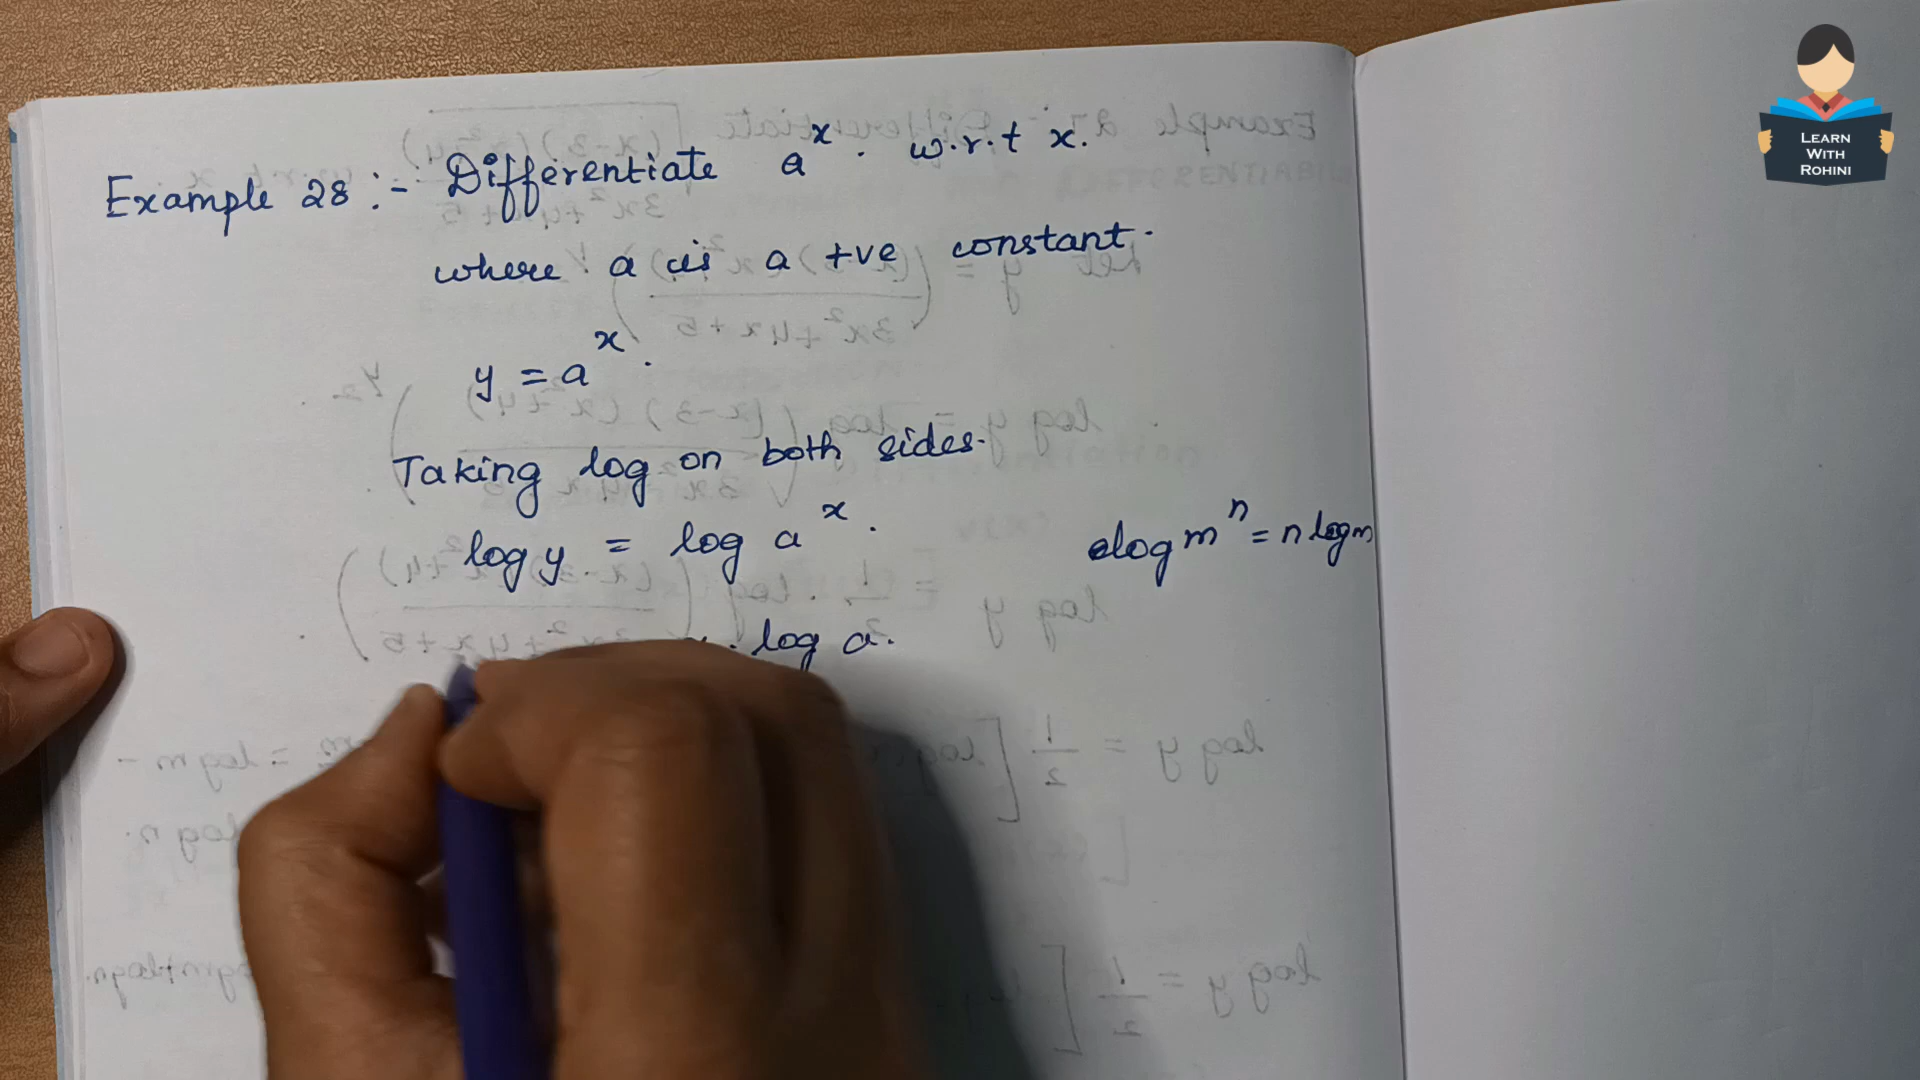 Example 28 :- Differentiate a^x. w.r.t x.
where a is a +ve constant.
y = a^x.
Taking log on both sides.
log y = log a^x.
log m^n = n log m
. log a.
LEARN
WITH
ROHINI